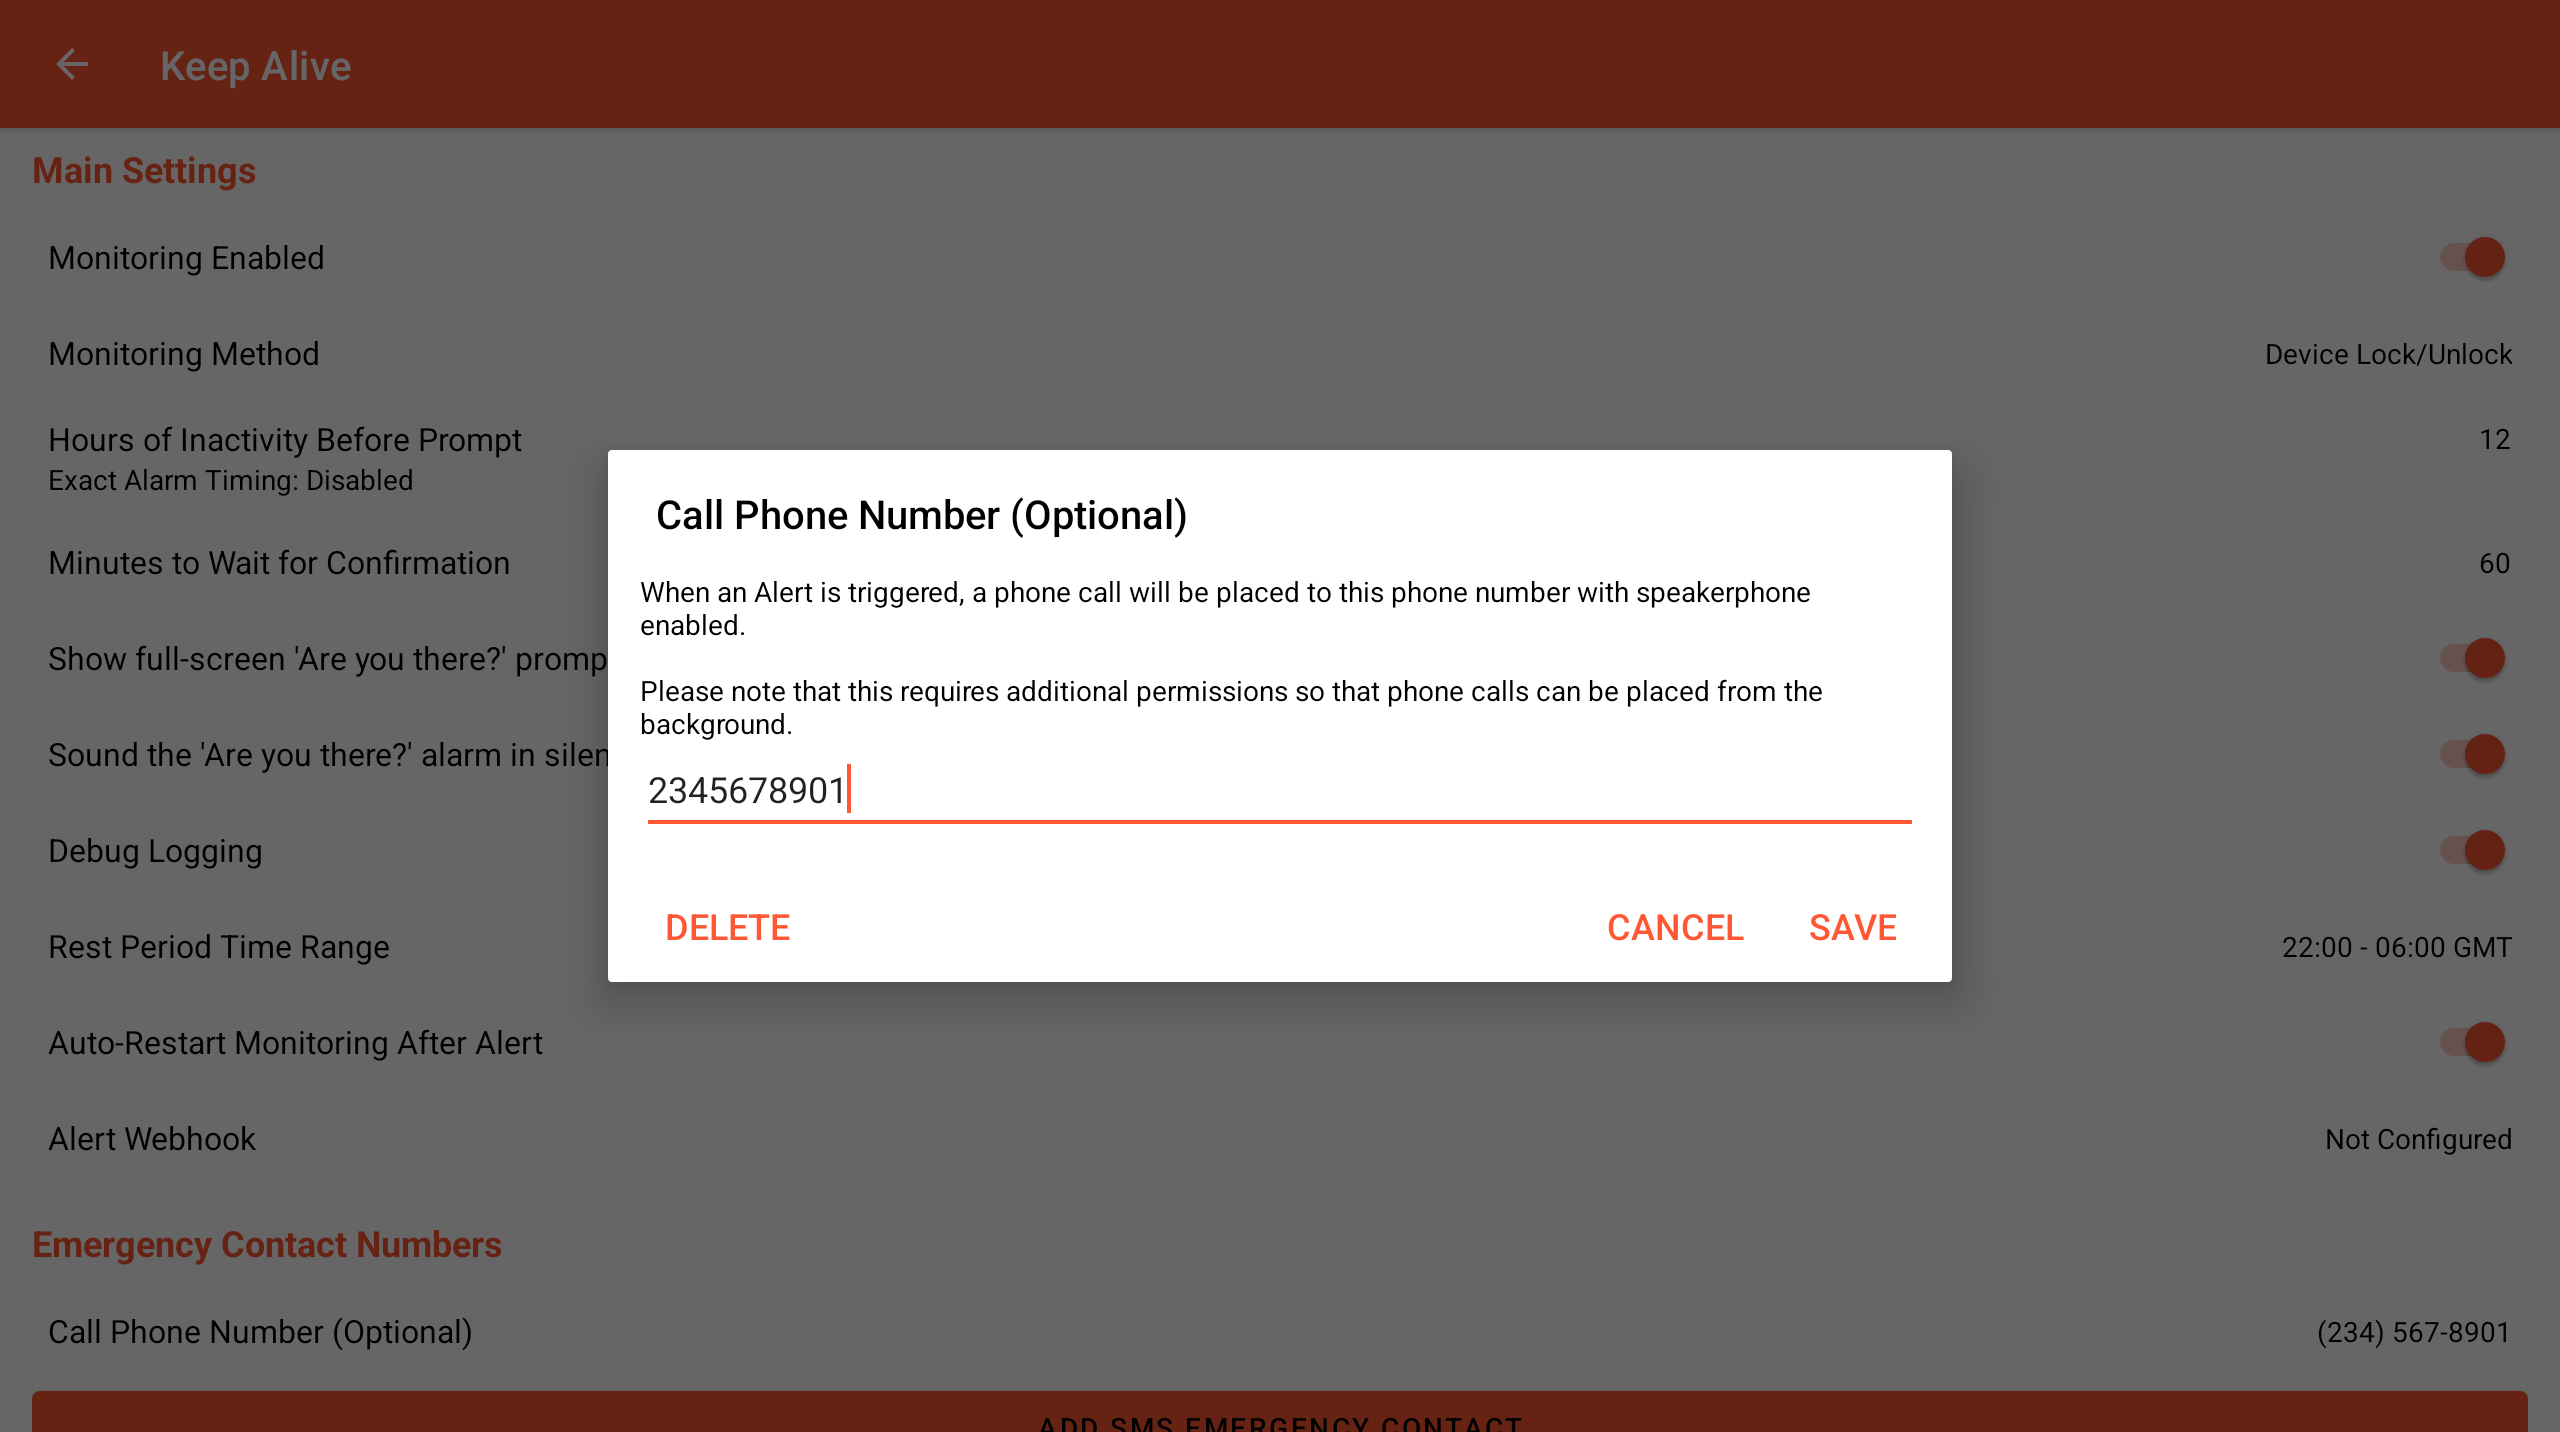 Keep Alive
Main Settings
Monitoring Enabled
Monitoring Method
Device Lock/Unlock
Hours of Inactivity Before Prompt
12
Exact Alarm Timing: Disabled
Minutes to Wait for Confirmation
60
Show full-screen 'Are you there?' promp
Sound the 'Are you there?' alarm in silen
Debug Logging
Rest Period Time Range
22:00 - 06:00 GMT
Auto-Restart Monitoring After Alert
Alert Webhook
Not Configured
Emergency Contact Numbers
Call Phone Number (Optional)
(234) 567-8901
ADD SMS EMERGENCY CONTACT
Call Phone Number (Optional)
When an Alert is triggered, a phone call will be placed to this phone number with speakerphone
enabled.
Please note that this requires additional permissions so that phone calls can be placed from the
background.
2345678901
DELETE
CANCEL
SAVE